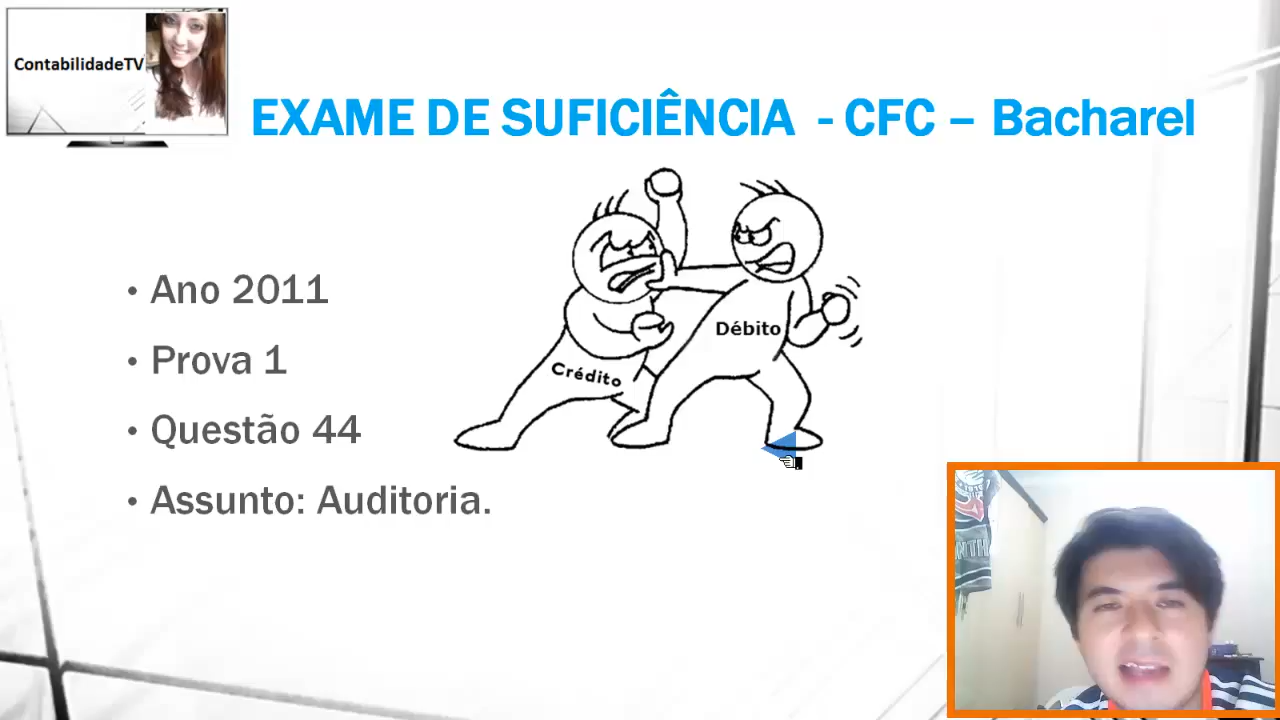 ContabilidadeTV
EXAME DE SUFICIÊNCIA - CFC – Bacharel
• Ano 2011
• Prova 1
• Questão 44
• Assunto: Auditoria.
Crédito
Débito